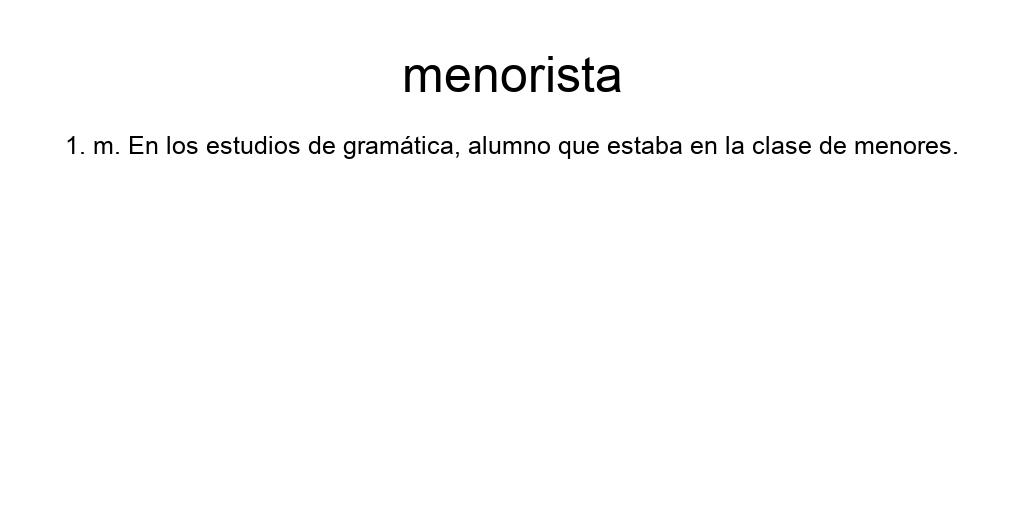 menorista
1. m. En los estudios de gramática, alumno que estaba en la clase de menores.